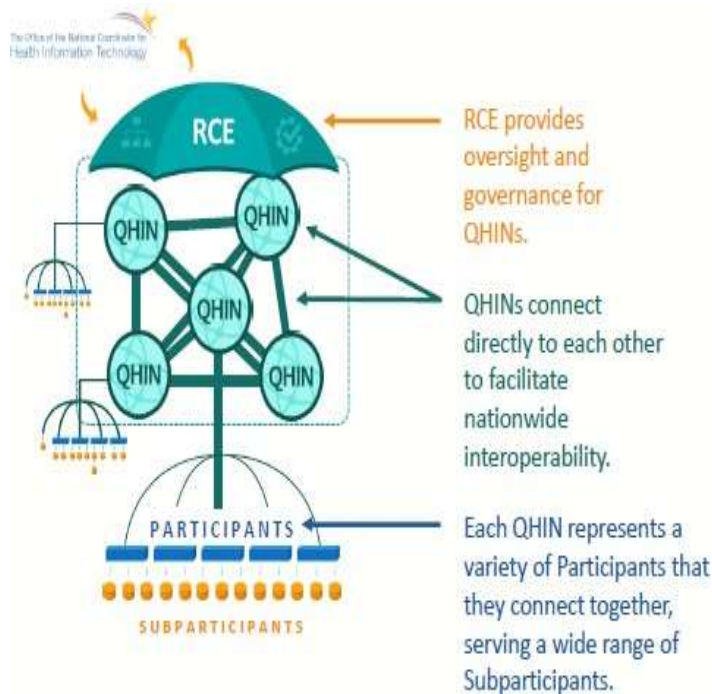 The Office of the National Coordinator for
Health Information Technology
RCE
RCE provides
oversight and
governance for
QHINs.
QHIN
QHIN
QHIN
QHIN
QHIN
QHINs connect
directly to each other
to facilitate
nationwide
interoperability.
PARTICIPANTS
SUBPARTICIPANTS
Each QHIN represents a
variety of Participants that
they connect together,
serving a wide range of
Subparticipants.